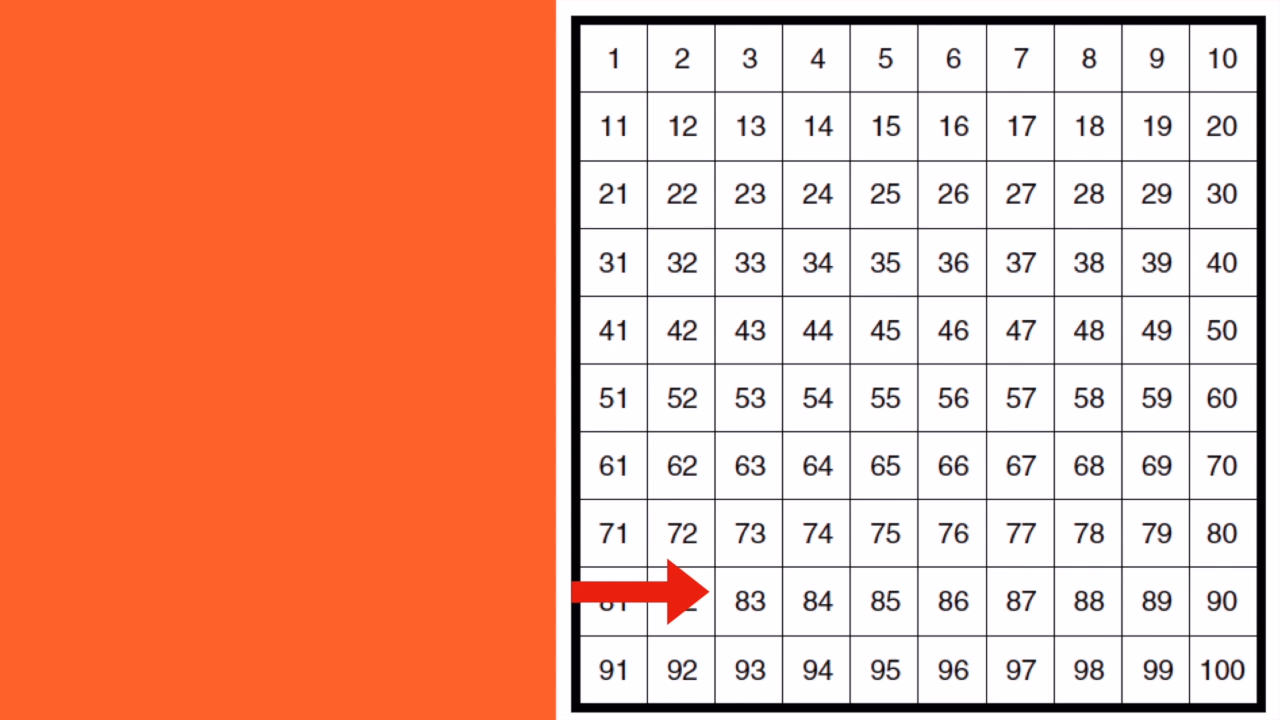 1 2 3 4 5 6 7 8 9 10
11 12 13 14 15 16 17 18 19 20
21 22 23 24 25 26 27 28 29 30
31 32 33 34 35 36 37 38 39 40
41 42 43 44 45 46 47 48 49 50
51 52 53 54 55 56 57 58 59 60
61 62 63 64 65 66 67 68 69 70
71 72 73 74 75 76 77 78 79 80
83 84 85 86 87 88 89 90
91 92 93 94 95 96 97 98 99 100